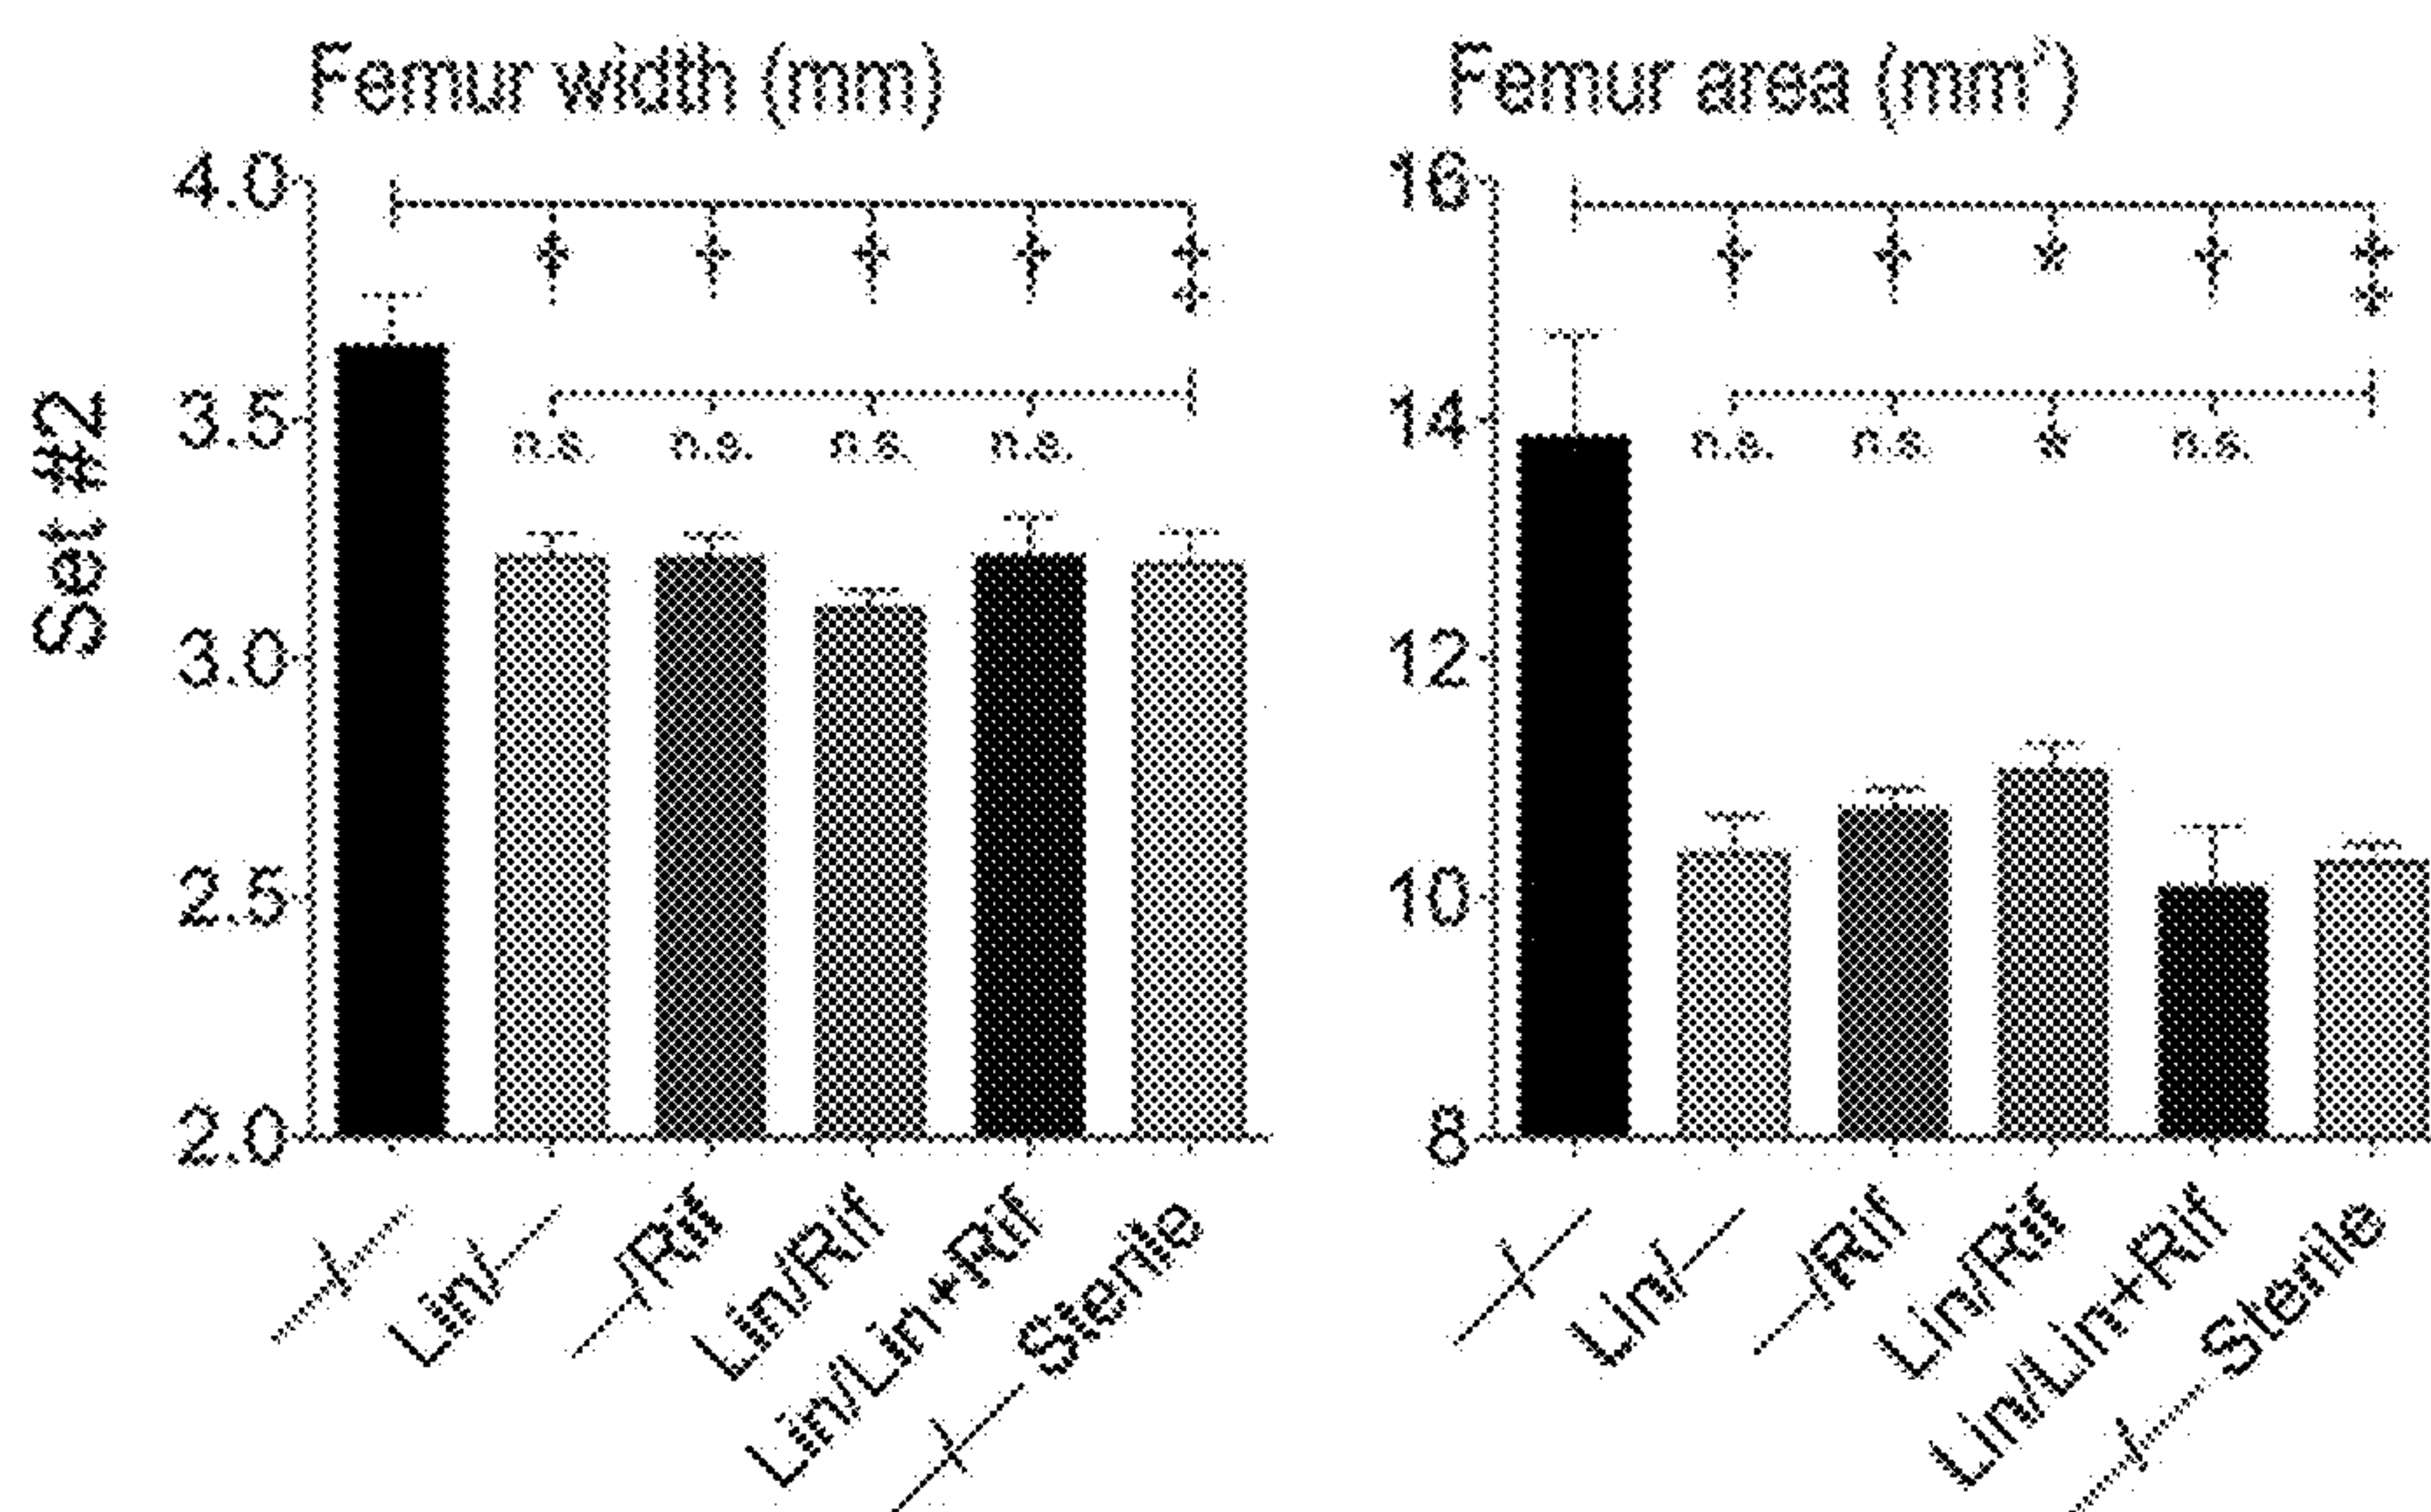 Femur width (mm)
Set #2
4.0
3.5
3.0
2.5
2.0
* * * * *
*
n.s. n.s. n.s. n.s.
—/—
Lin/—
—/Rif
Lin/Rif
Lin/Lin+Rif
—/— Sterile
Femur area (mm²)
16
14
12
10
8
* * * * *
*
n.s. n.s. * n.s.
—/—
Lin/—
—/Rif
Lin/Rif
Lin/Lin+Rif
—/— Sterile